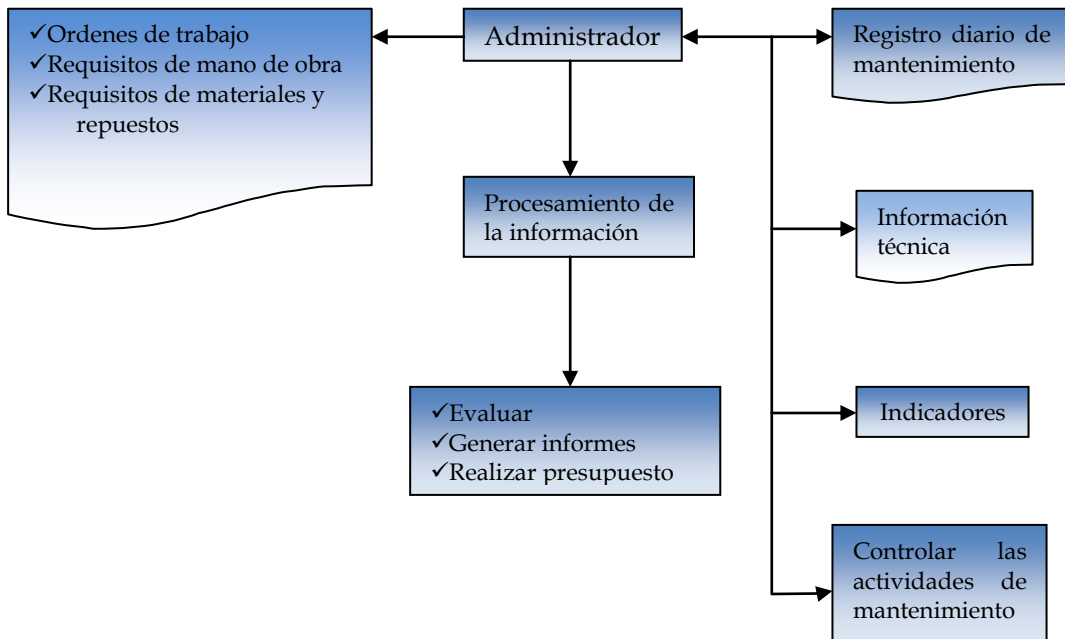 ✓Ordenes de trabajo
✓Requisitos de mano de obra
✓Requisitos de materiales y
repuestos
Administrador
Registro diario de
mantenimiento
Procesamiento de
la información
Información
técnica
✓Evaluar
✓Generar informes
✓Realizar presupuesto
Indicadores
Controlar las
actividades de
mantenimiento